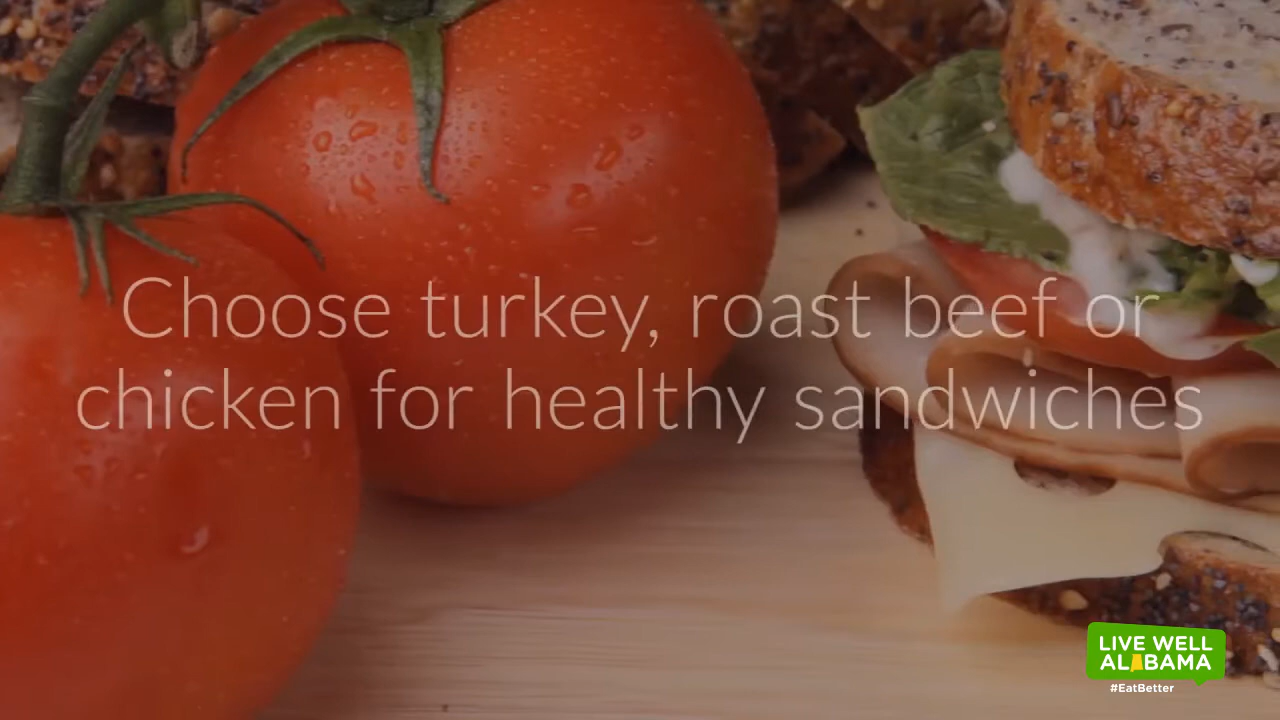 Choose turkey, roast beef or
chicken for healthy sandwiches
LIVE WELL
ALABAMA
#EatBetter